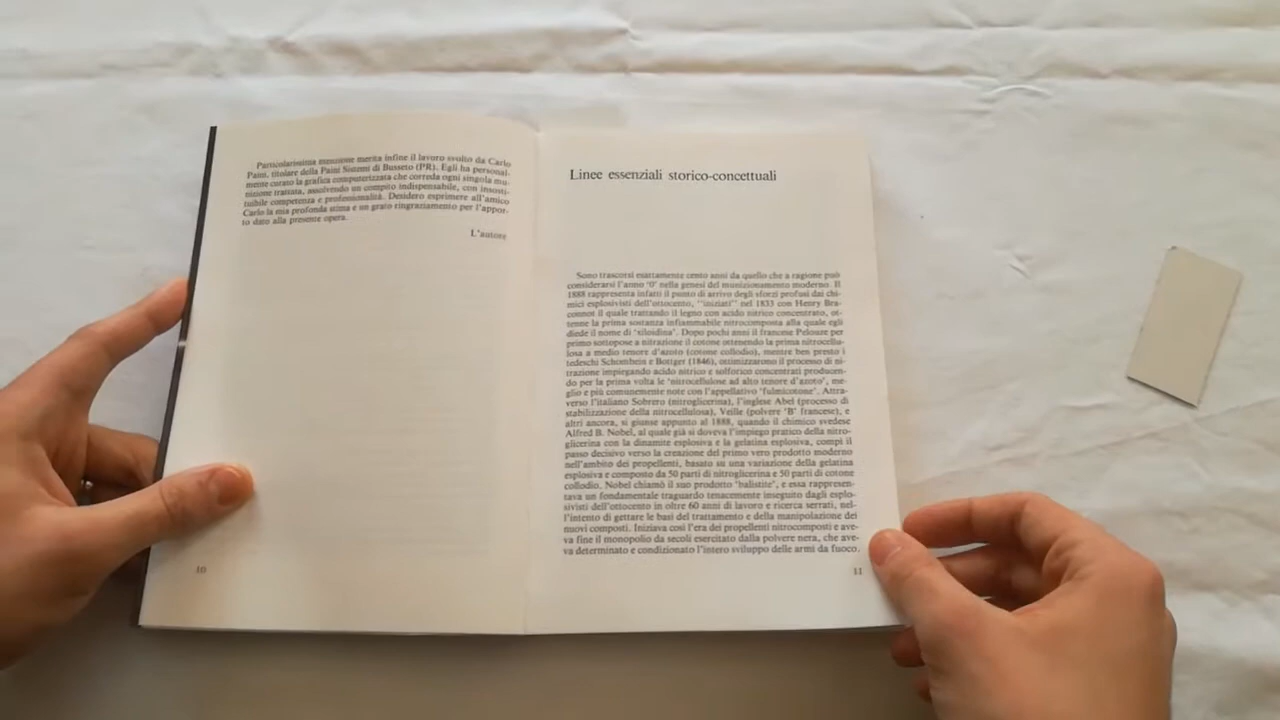 Particolarissima menzione merita infine il lavoro svolto da Carlo
Paini, titolare della Paini Sistemi di Busseto (PR). Egli ha personal-
mente curato la grafica computerizzata che correda ogni singola mu-
nizione trattata, assolvendo un compito indispensabile, con insosti-
tuibile competenza e professionalità. Desidero esprimere all'amico
Carlo la mia profonda stima e un grato ringraziamento per l'appor-
to dato alla presente opera.
L'autore
10
Linee essenziali storico-concettuali
Sono trascorsi esattamente cento anni da quello che a ragione può
considerarsi l'anno '0' nella genesi del munizionamento moderno. Il
1888 rappresenta infatti il punto di arrivo degli sforzi profusi dai chi-
mici esplosivisti dell'ottocento, "iniziati" nel 1833 con Henry Bra-
connot il quale trattando il legno con acido nitrico concentrato, ot-
tenne la prima sostanza infiammabile nitrocomposta alla quale egli
diede il nome di 'xiloidina'. Dopo pochi anni il francese Pelouze per
primo sottopose a nitrazione il cotone ottenendo la prima nitrocellu-
losa a medio tenore d'azoto (cotone collodio), mentre ben presto i
tedeschi Schombein e Bottger (1846), ottimizzarono il processo di ni-
trazione impiegando acido nitrico e solforico concentrati producen-
do per la prima volta le 'nitrocellulose ad alto tenore d'azoto', me-
glio e più comunemente note con l'appellativo 'fulmicotone'. Attra-
verso l'italiano Sobrero (nitroglicerina), l'inglese Abel (processo di
stabilizzazione della nitrocellulosa), Veille (polvere 'B' francese), e
altri ancora, si giunse appunto al 1888, quando il chimico svedese
Alfred B. Nobel, al quale già si doveva l'impiego pratico della nitro-
glicerina con la dinamite esplosiva e la gelatina esplosiva, compì il
passo decisivo verso la creazione del primo vero prodotto moderno
nell'ambito dei propellenti, basato su una variazione della gelatina
esplosiva e composto da 50 parti di nitroglicerina e 50 parti di cotone
collodio. Nobel chiamò il suo prodotto 'balistite', e essa rappresen-
tava un fondamentale traguardo tenacemente inseguito dagli esplo-
sivisti dell'ottocento in oltre 60 anni di lavoro e ricerca serrati, nel-
l'intento di gettare le basi del trattamento e della manipolazione dei
nuovi composti. Iniziava così l'era dei propellenti nitrocomposti e ave-
va fine il monopolio da secoli esercitato dalla polvere nera, che ave-
va determinato e condizionato l'intero sviluppo delle armi da fuoco.
11